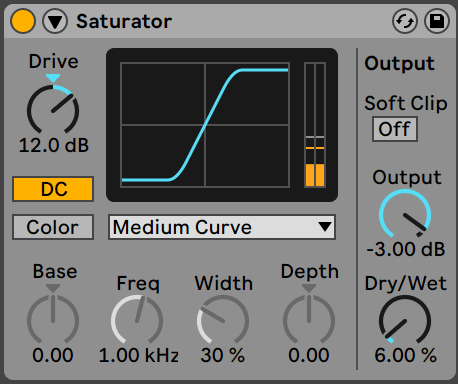 Saturator
Drive
12.0 dB
DC
Color
Medium Curve
Base
0.00
Freq
1.00 kHz
Width
30 %
Depth
0.00
Output
Soft Clip
Off
Output
-3.00 dB
Dry/Wet
6.00 %